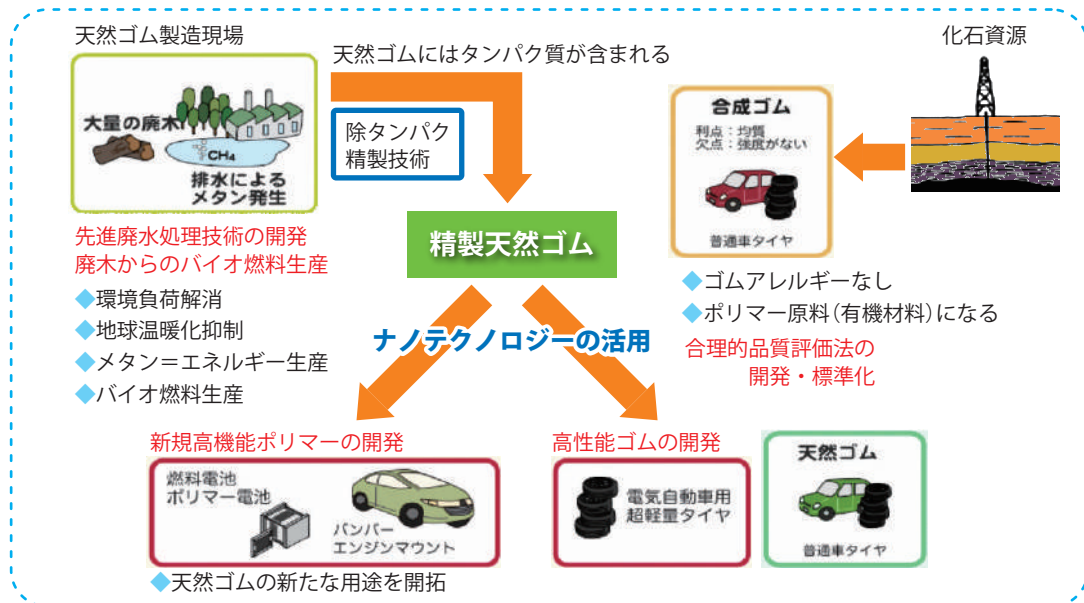 天然ゴム製造現場
大量の廃木
CH4
排水による
メタン発生
先進廃水処理技術の開発
廃木からのバイオ燃料生産
◆環境負荷解消
◆地球温暖化抑制
◆メタン＝エネルギー生産
◆バイオ燃料生産
天然ゴムにはタンパク質が含まれる
除タンパク
精製技術
精製天然ゴム
ナノテクノロジーの活用
化石資源
合成ゴム
利点：均質
欠点：強度がない
普通車タイヤ
◆ゴムアレルギーなし
◆ポリマー原料（有機材料）になる
合理的品質評価法の
開発・標準化
新規高機能ポリマーの開発
燃料電池
ポリマー電池
バンパー
エンジンマウント
◆天然ゴムの新たな用途を開拓
高性能ゴムの開発
電気自動車用
超軽量タイヤ
天然ゴム
普通車タイヤ